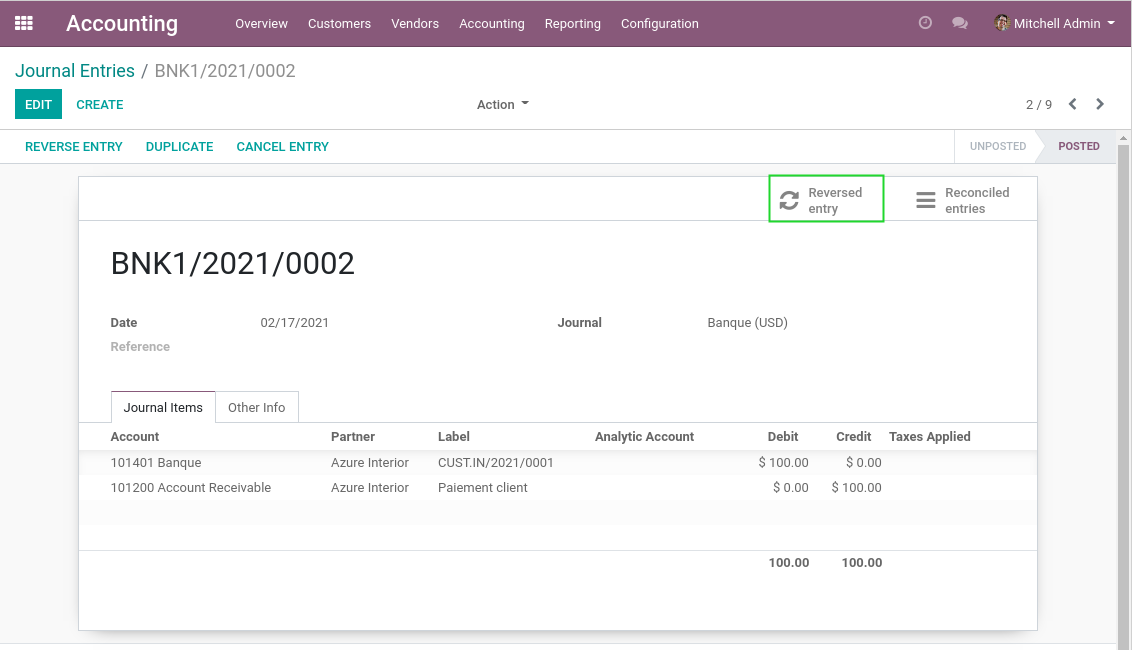 Accounting Overview Customers Vendors Accounting Reporting Configuration Mitchell Admin
Journal Entries / BNK1/2021/0002
EDIT CREATE Action 2 / 9
REVERSE ENTRY DUPLICATE CANCEL ENTRY UNPOSTED POSTED
Reversed entry Reconciled entries
BNK1/2021/0002
Date 02/17/2021 Journal Banque (USD)
Reference
Journal Items Other Info
Account Partner Label Analytic Account Debit Credit Taxes Applied
101401 Banque Azure Interior CUST.IN/2021/0001 $ 100.00 $ 0.00
101200 Account Receivable Azure Interior Paiement client $ 0.00 $ 100.00
100.00 100.00